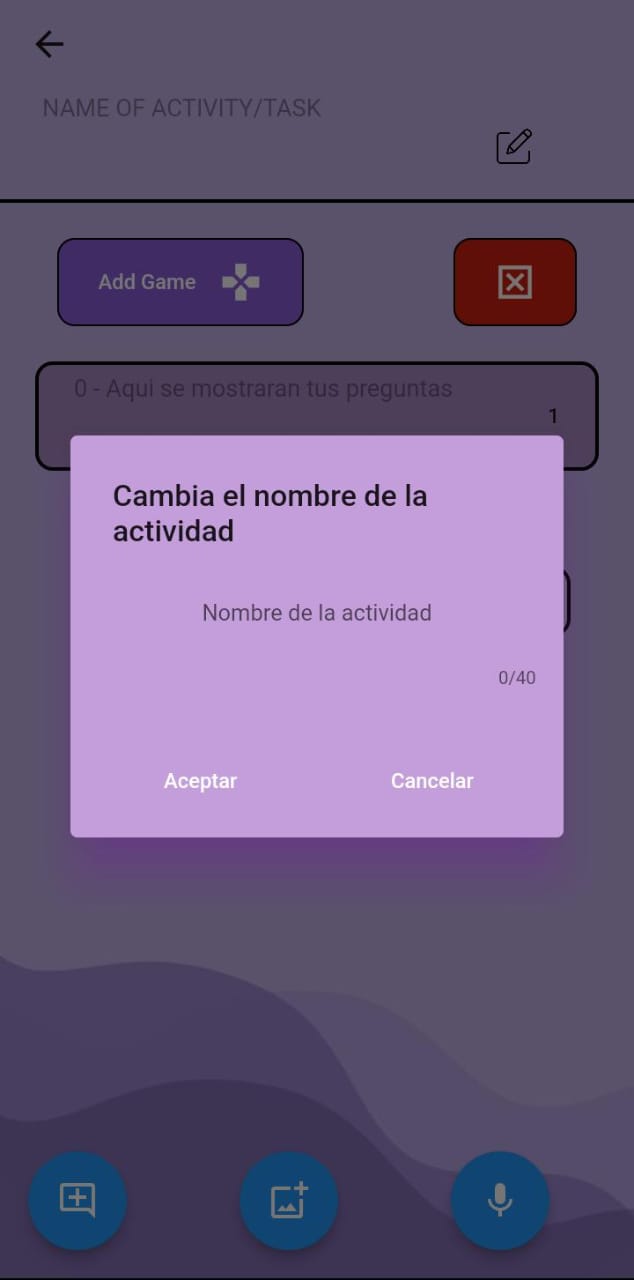 NAME OF ACTIVITY/TASK
Add Game
0 - Aqui se mostraran tus preguntas
1
Cambia el nombre de la
actividad
Nombre de la actividad
0/40
Aceptar
Cancelar